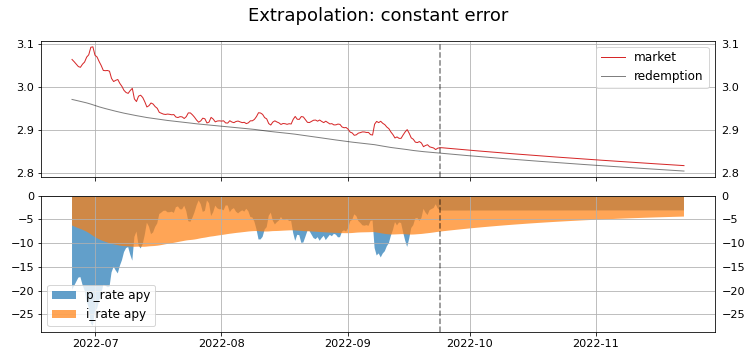 Extrapolation: constant error
3.1 3.1
market
redemption
3.0 3.0
2.9 2.9
2.8 2.8
0 0
−5 −5
−10 −10
−15 −15
−20 −20
p_rate apy
i_rate apy
−25 −25
2022-07 2022-08 2022-09 2022-10 2022-11